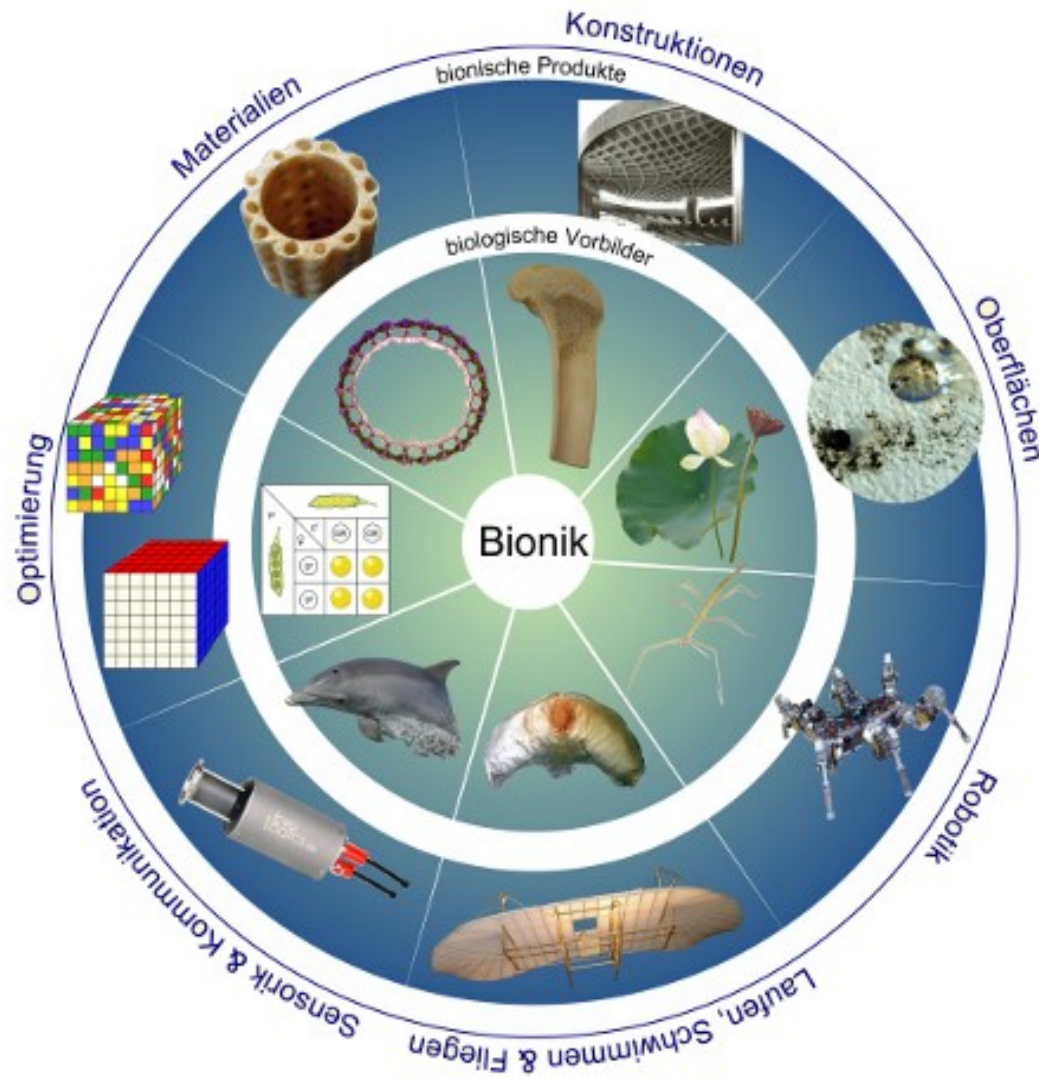 Konstruktionen
bionische Produkte
Materialien
biologische Vorbilder
Oberflächen
Optimierung
Bionik
Robotik
Sensorik & Kommunikation
Laufen, Schwimmen & Fliegen